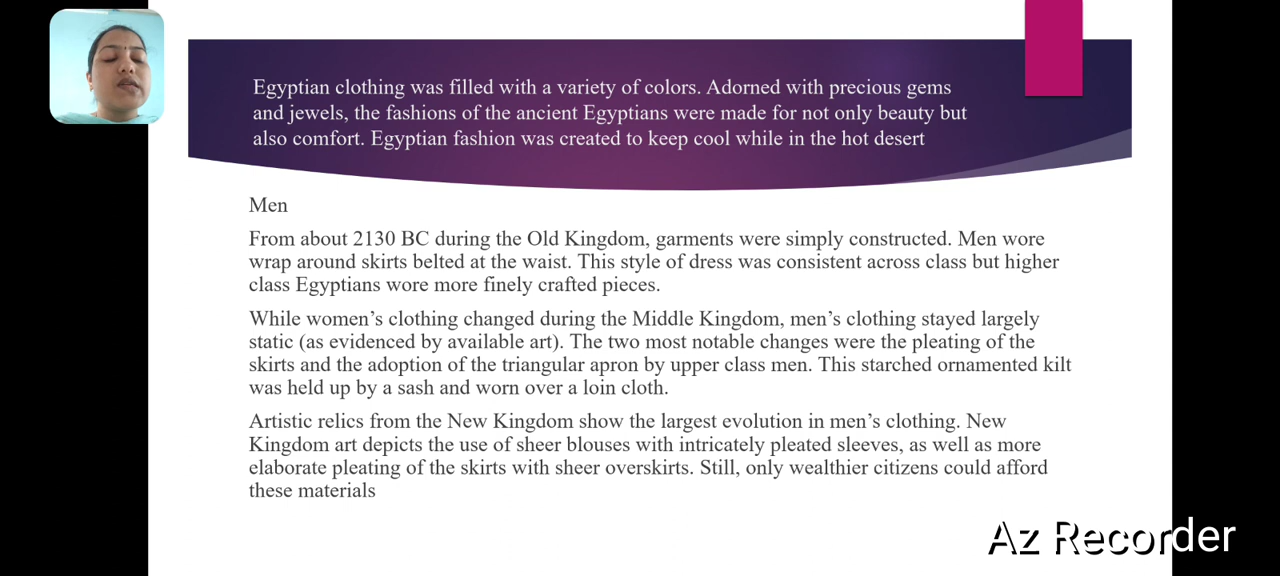 Egyptian clothing was filled with a variety of colors. Adorned with precious gems
and jewels, the fashions of the ancient Egyptians were made for not only beauty but
also comfort. Egyptian fashion was created to keep cool while in the hot desert
Men
From about 2130 BC during the Old Kingdom, garments were simply constructed. Men wore
wrap around skirts belted at the waist. This style of dress was consistent across class but higher
class Egyptians wore more finely crafted pieces.
While women’s clothing changed during the Middle Kingdom, men’s clothing stayed largely
static (as evidenced by available art). The two most notable changes were the pleating of the
skirts and the adoption of the triangular apron by upper class men. This starched ornamented kilt
was held up by a sash and worn over a loin cloth.
Artistic relics from the New Kingdom show the largest evolution in men’s clothing. New
Kingdom art depicts the use of sheer blouses with intricately pleated sleeves, as well as more
elaborate pleating of the skirts with sheer overskirts. Still, only wealthier citizens could afford
these materials
Az Recorder